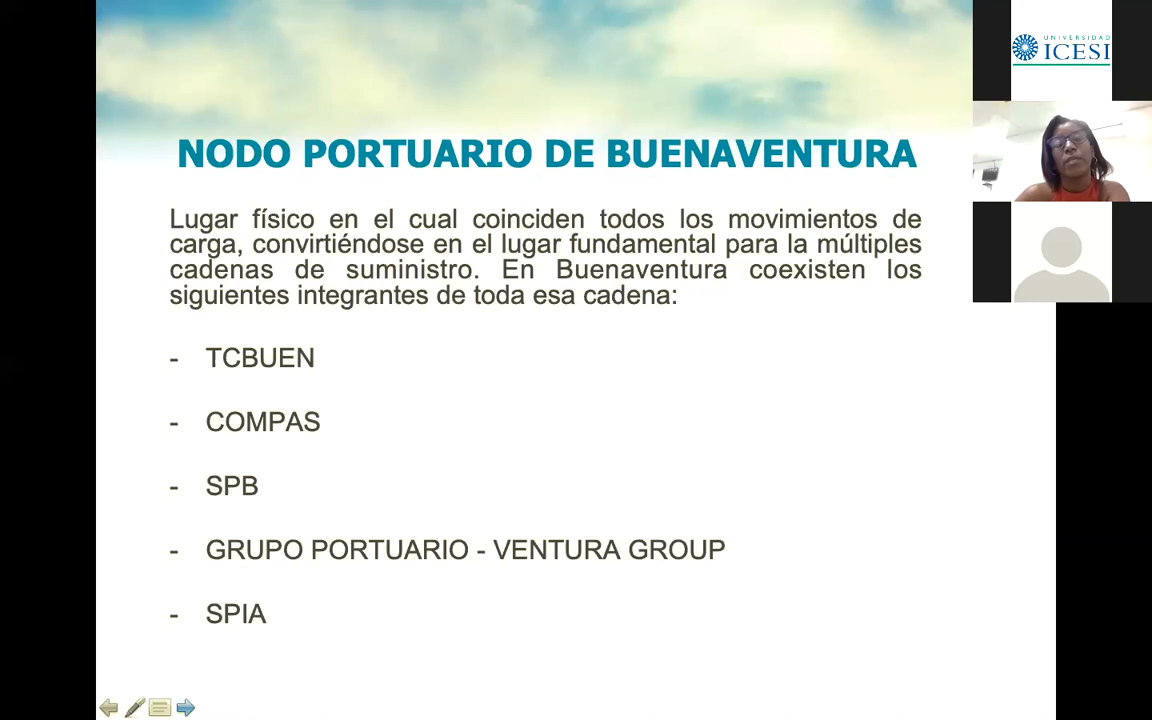 UNIVERSIDAD
ICESI
NODO PORTUARIO DE BUENAVENTURA
Lugar físico en el cual coinciden todos los movimientos de
carga, convirtiéndose en el lugar fundamental para la múltiples
cadenas de suministro. En Buenaventura coexisten los
siguientes integrantes de toda esa cadena:
- TCBUEN
- COMPAS
- SPB
- GRUPO PORTUARIO - VENTURA GROUP
- SPIA